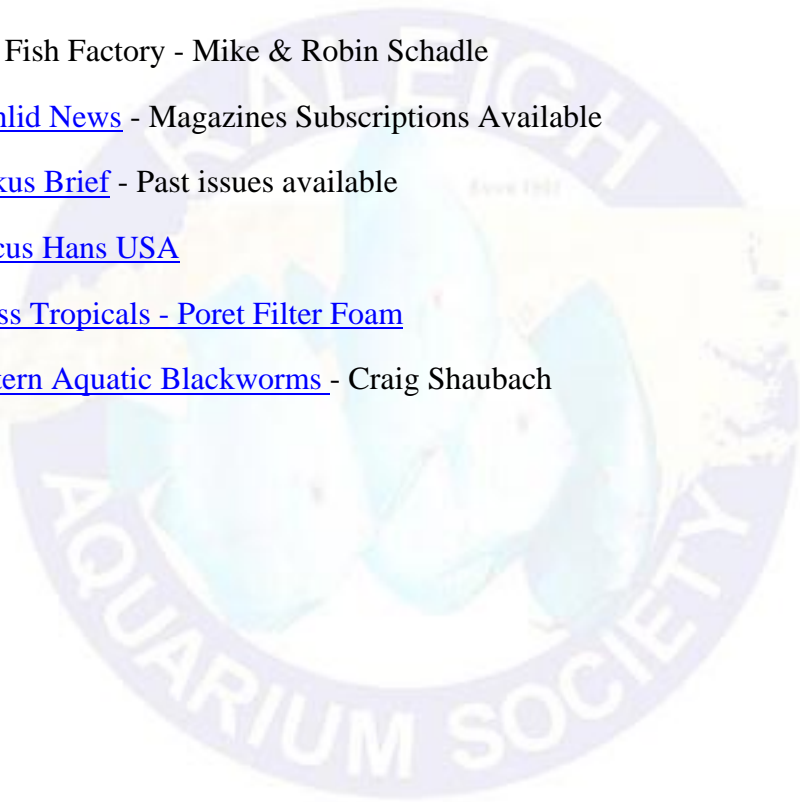 Fish Factory - Mike & Robin Schadle
hlid News - Magazines Subscriptions Available
kus Brief - Past issues available
cus Hans USA
ss Tropicals - Poret Filter Foam
tern Aquatic Blackworms - Craig Shaubach
RALEIGH
AQUARIUM SOCIETY